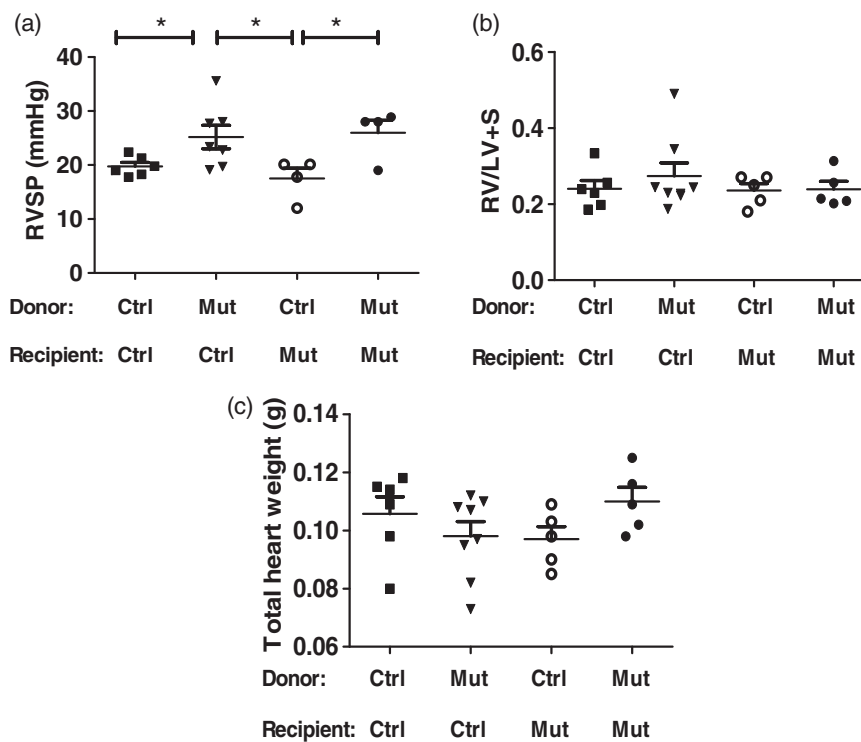 (a)
* * *
RVSP (mmHg)
40
30
20
10
0
Donor: Ctrl Mut Ctrl Mut
Recipient: Ctrl Ctrl Mut Mut
(b)
RV/LV+S
0.6
0.4
0.2
0.0
Donor: Ctrl Mut Ctrl Mut
Recipient: Ctrl Ctrl Mut Mut
(c)
Total heart weight (g)
0.14
0.12
0.10
0.08
0.06
Donor: Ctrl Mut Ctrl Mut
Recipient: Ctrl Ctrl Mut Mut